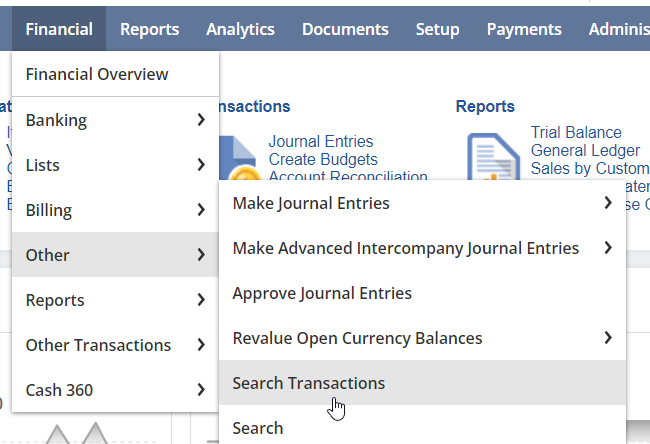 Financial
Reports
Analytics
Documents
Setup
Payments
Adminis
Financial Overview
Banking
Lists
Billing
Other
Reports
Other Transactions
Cash 360
nsactions
Journal Entries
Create Budgets
Account Reconciliation
Reports
Trial Balance
General Ledger
Sales by Custom
Make Journal Entries
Make Advanced Intercompany Journal Entries
Approve Journal Entries
Revalue Open Currency Balances
Search Transactions
Search